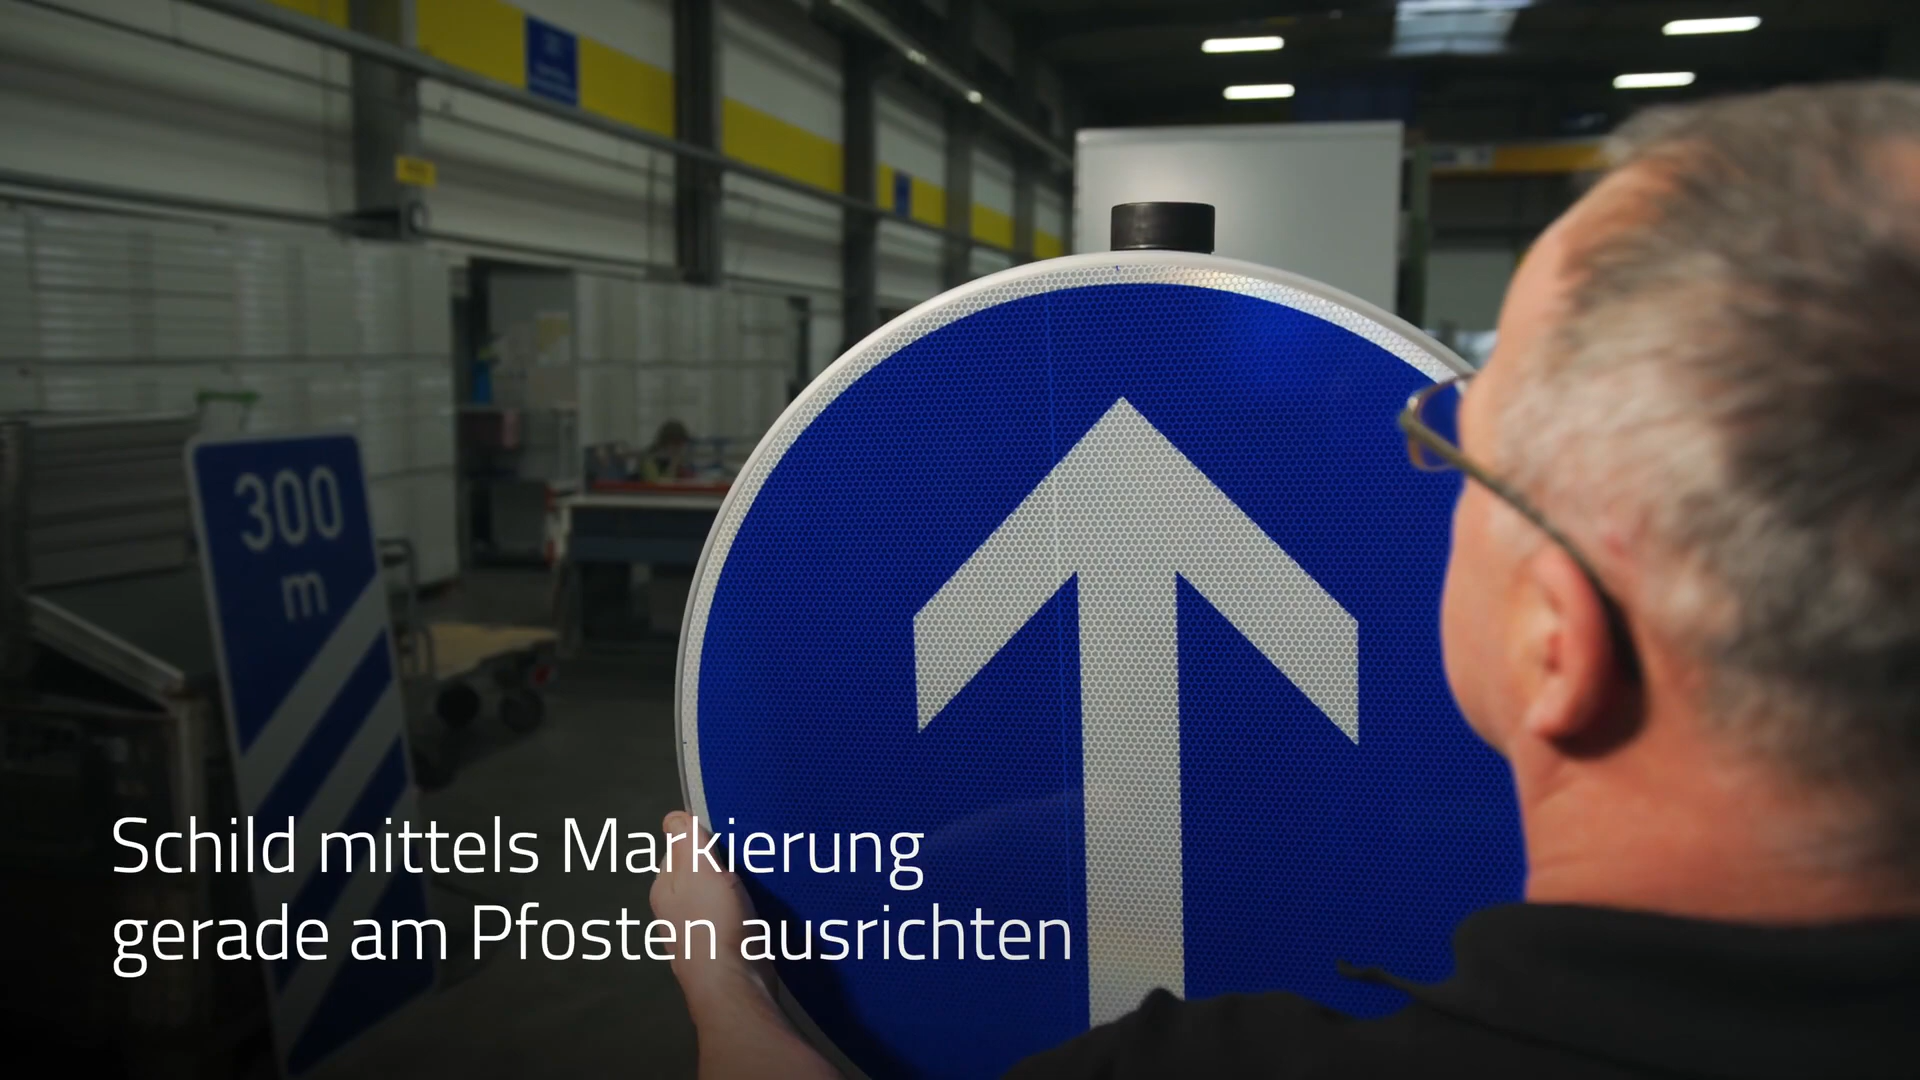 300
m
Schild mittels Markierung
gerade am Pfosten ausrichten